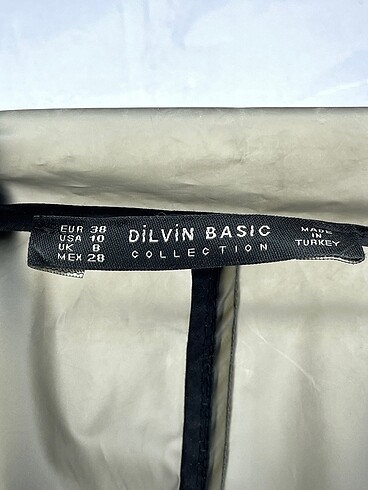 EUR 38
USA 10
UK 8
MEX 28
DİLVİN BASIC
COLLECTION
MADE
IN
TURKEY